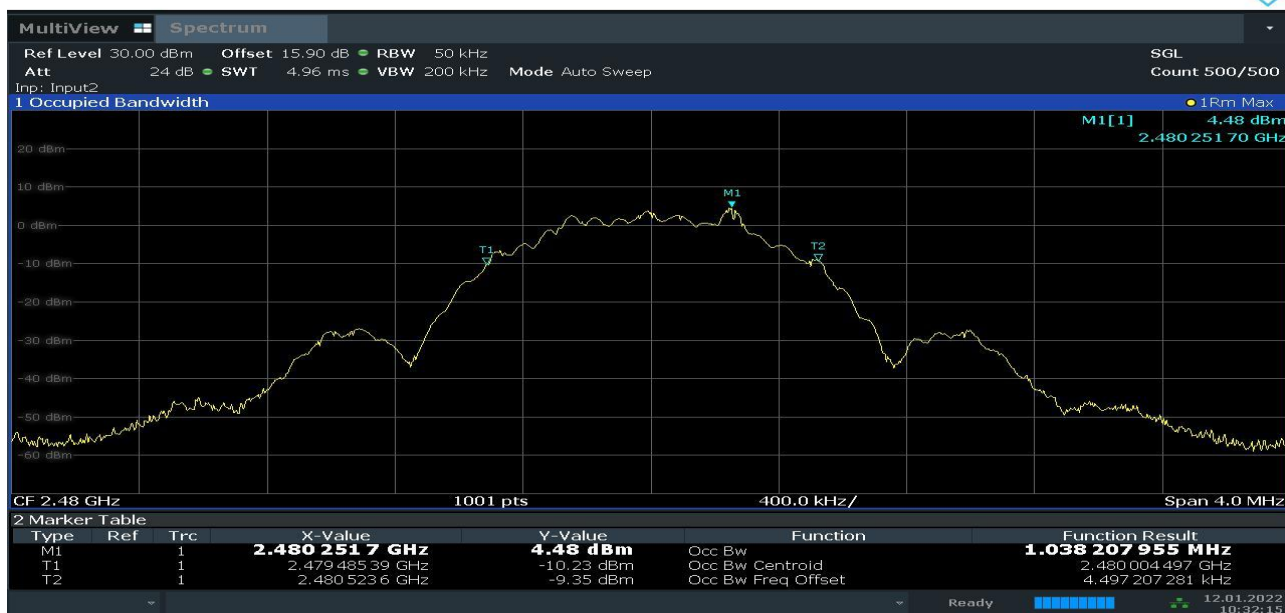 MultiView Spectrum
Ref Level 30.00 dBm Offset 15.90 dB RBW 50 kHz SGL
Att 24 dB SWT 4.96 ms VBW 200 kHz Mode Auto Sweep Count 500/500
Inp: Input2
1 Occupied Bandwidth 1Rm Max
M1[1] 4.48 dBm
2.480 251 70 GHz
20 dBm
10 dBm
M1
0 dBm
T1
T2
-10 dBm
-20 dBm
-30 dBm
-40 dBm
-50 dBm
-60 dBm
CF 2.48 GHz 1001 pts 400.0 kHz/ Span 4.0 MHz
2 Marker Table
Type Ref Trc X-Value Y-Value Function Function Result
M1 1 2.480 251 7 GHz 4.48 dBm Occ Bw 1.038 207 955 MHz
T1 1 2.479 485 39 GHz -10.23 dBm Occ Bw Centroid 2.480 004 497 GHz
T2 1 2.480 523 6 GHz -9.35 dBm Occ Bw Freq Offset 4.497 207 281 kHz
Ready 12.01.2022
10:32:15